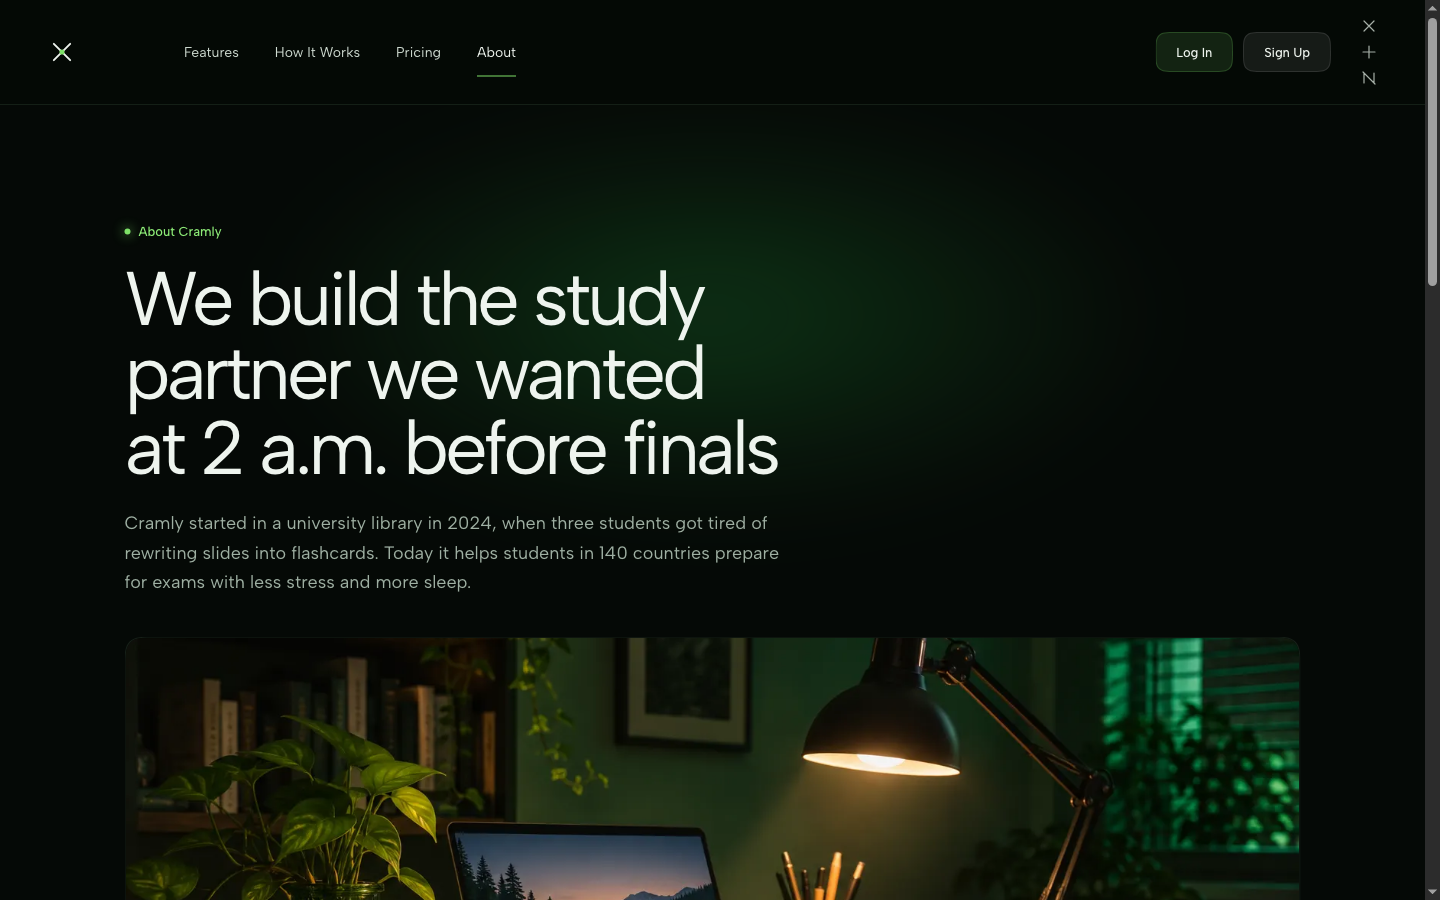 Features
How It Works
Pricing
About
Log In
Sign Up
About Cramly
We build the study
partner we wanted
at 2 a.m. before finals
Cramly started in a university library in 2024, when three students got tired of
rewriting slides into flashcards. Today it helps students in 140 countries prepare
for exams with less stress and more sleep.